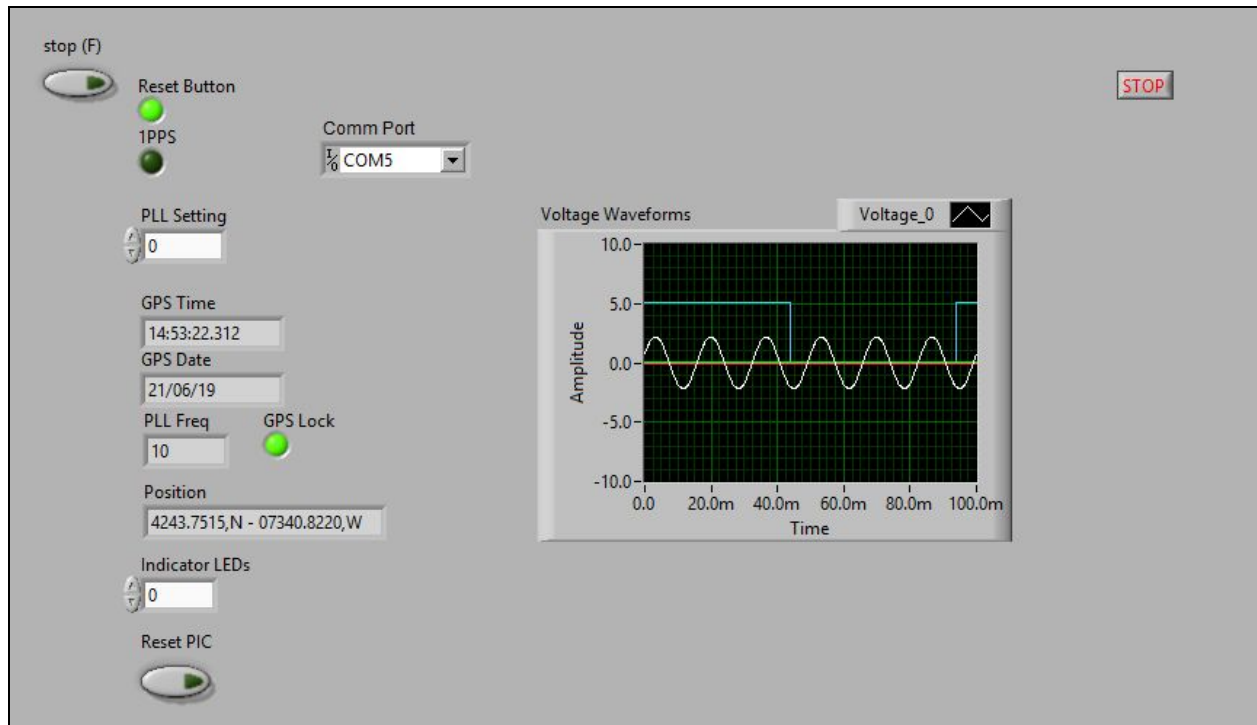 stop (F)
STOP
Reset Button
1PPS
Comm Port
I/O COM5
PLL Setting
0
Voltage Waveforms
Voltage_0
GPS Time
14:53:22.312
GPS Date
21/06/19
PLL Freq
GPS Lock
10
Position
4243.7515,N - 07340.8220,W
Indicator LEDs
0
Reset PIC
10.0
5.0
0.0
-5.0
-10.0
Amplitude
0.0 20.0m 40.0m 60.0m 80.0m 100.0m
Time